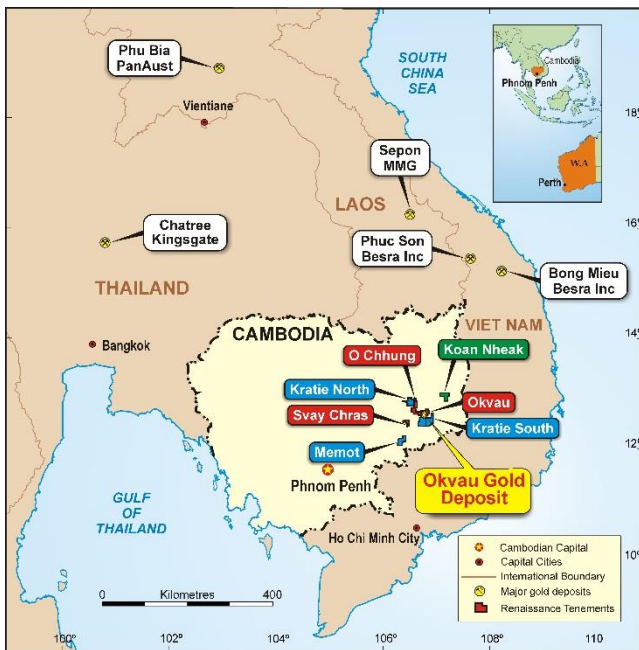 Phu Bia
PanAust
SOUTH
CHINA
SEA
Cambodia
Phnom Penh
W.A
Perth
Vientiane
18°
Sepon
MMG
LAOS
16°
Chatree
Kingsgate
Phuc Son
Besra Inc
Bong Mieu
Besra Inc
THAILAND
VIET NAM
14°
CAMBODIA
Bangkok
O Chhung
Koan Nheak
Kratie North
Okvau
Svay Chras
Kratie South
Memot
12°
Okvau Gold
Deposit
Phnom Penh
GULF
OF
THAILAND
Ho Chi Minh City
10°
Cambodian Capital
Capital Cities
International Boundary
Major gold deposits
Renaissance Tenements
0
Kilometres
400
100°
102°
104°
106°
108°
110°